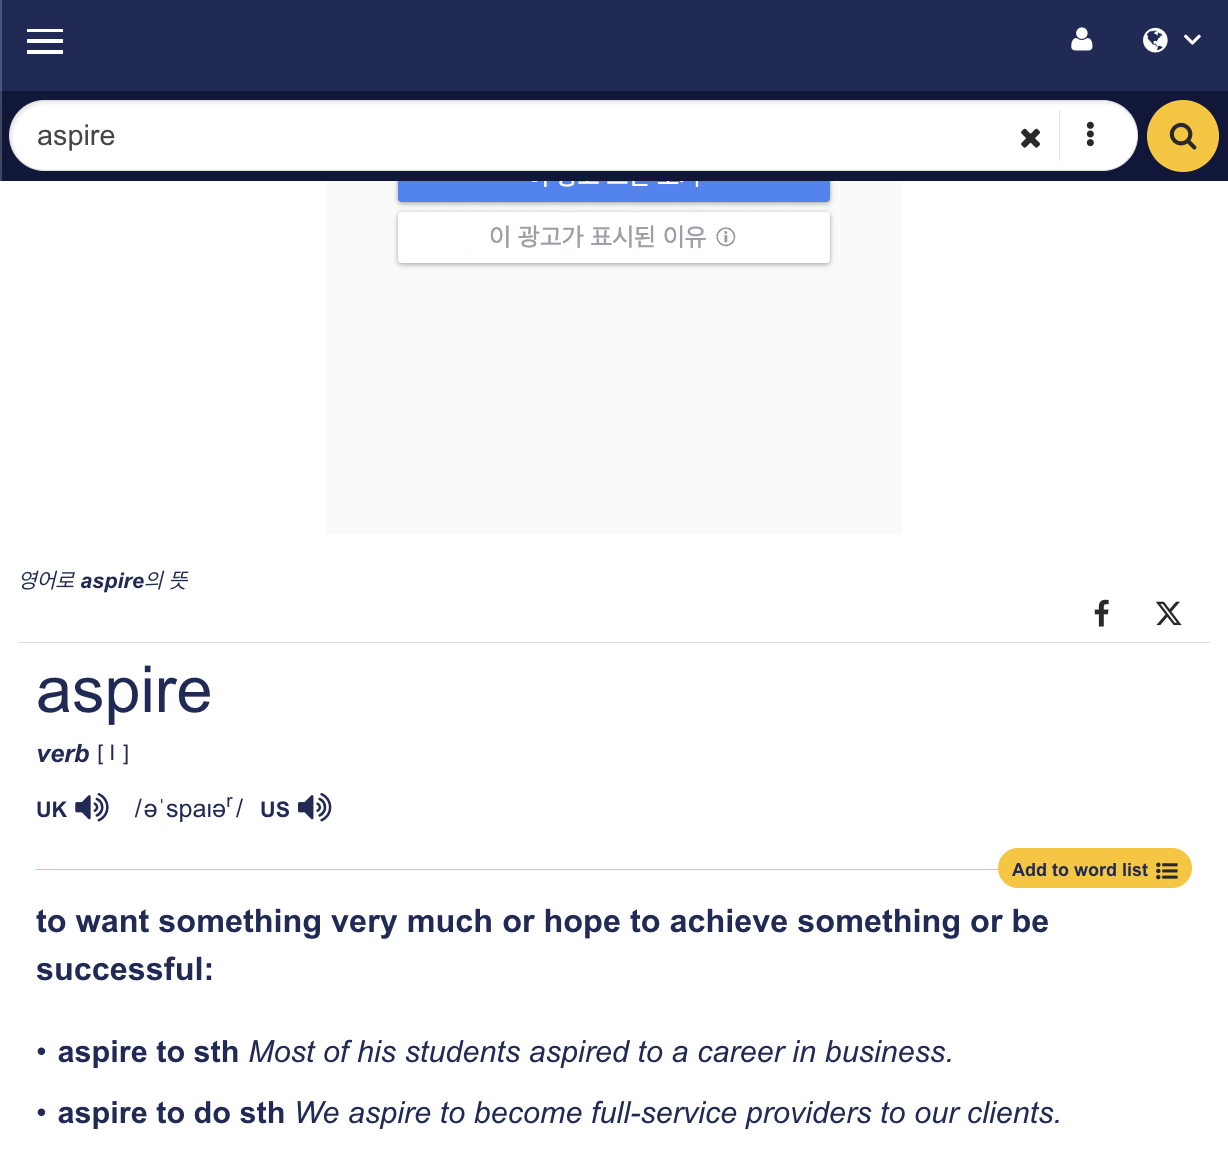 aspire
이 광고가 표시된 이유
영어로 aspire의 뜻
aspire
verb [ I ]
UK /əˈspaɪəʳ/ US
Add to word list
to want something very much or hope to achieve something or be
successful:
• aspire to sth Most of his students aspired to a career in business.
• aspire to do sth We aspire to become full-service providers to our clients.